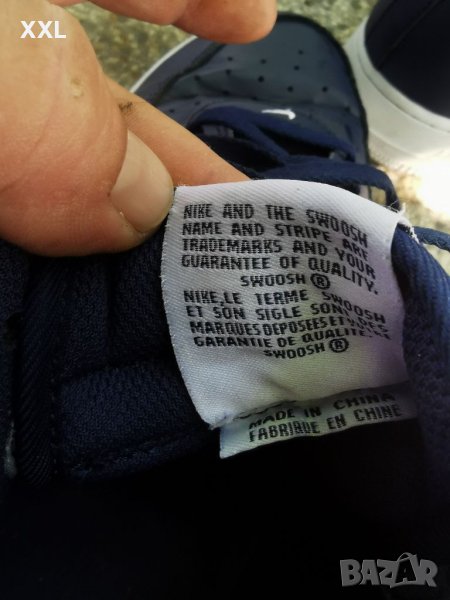 XXL
NIKE AND THE SWOOSH
NAME AND STRIPE ARE
TRADEMARKS AND YOUR
GUARANTEE OF QUALITY.
SWOOSH ®
NIKE, LE TERME SWOOSH
ET SON SIGLE SONT
MARQUES DEPOSEES ET
GARANTIE DE QUALITE.
SWOOSH ®
MADE IN CHINA
FABRIQUE EN CHINE
BAZAR